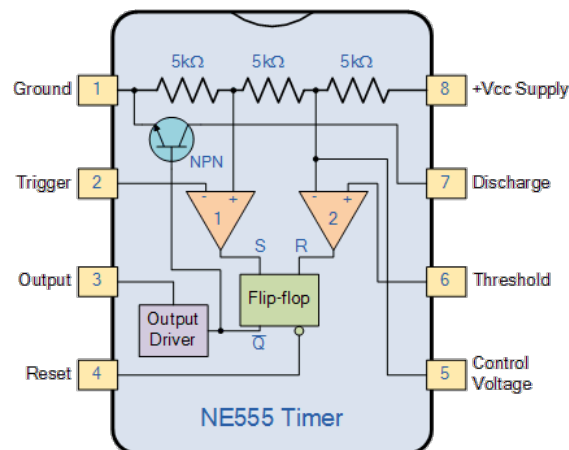 5kΩ 5kΩ 5kΩ
Ground 1 8 +Vcc Supply
NPN
Trigger 2 - + - + 7 Discharge
1 2
S R
Output 3 6 Threshold
Flip-flop
Output
Driver
Q̅
Reset 4 5 Control
Voltage
NE555 Timer